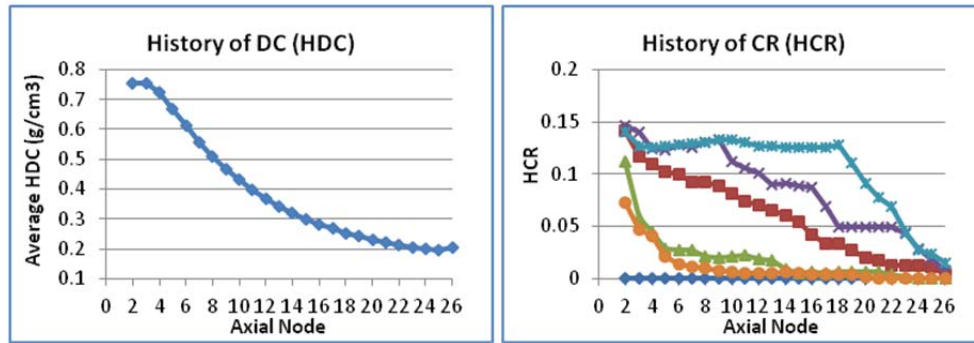 History of DC (HDC)
Average HDC (g/cm3)
0.8
0.7
0.6
0.5
0.4
0.3
0.2
0.1
0 2 4 6 8 10 12 14 16 18 20 22 24 26
Axial Node
History of CR (HCR)
HCR
0.2
0.15
0.1
0.05
0
0 2 4 6 8 10 12 14 16 18 20 22 24 26
Axial Node